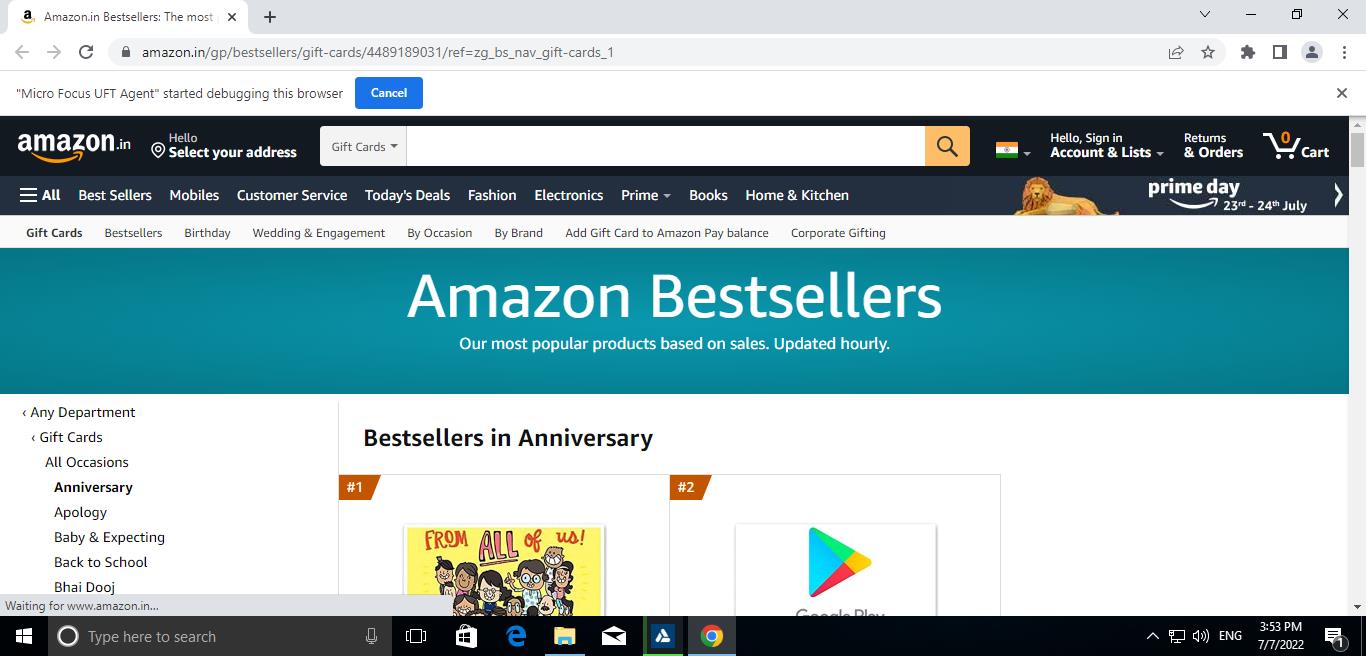 Amazon.in Bestsellers: The most
amazon.in/gp/bestsellers/gift-cards/4489189031/ref=zg_bs_nav_gift-cards_1
"Micro Focus UFT Agent" started debugging this browser
Cancel
amazon.in
Hello
Select your address
Gift Cards
Hello, Sign in
Account & Lists
Returns
& Orders
0
Cart
All
Best Sellers
Mobiles
Customer Service
Today's Deals
Fashion
Electronics
Prime
Books
Home & Kitchen
prime day
23rd - 24th July
Gift Cards
Bestsellers
Birthday
Wedding & Engagement
By Occasion
By Brand
Add Gift Card to Amazon Pay balance
Corporate Gifting
Amazon Bestsellers
Our most popular products based on sales. Updated hourly.
‹ Any Department
‹ Gift Cards
All Occasions
Anniversary
Apology
Baby & Expecting
Back to School
Bhai Dooj
Bestsellers in Anniversary
#1
FROM ALL of us!
#2
Google Play
Waiting for www.amazon.in...
Type here to search
ENG
3:53 PM
7/7/2022
1